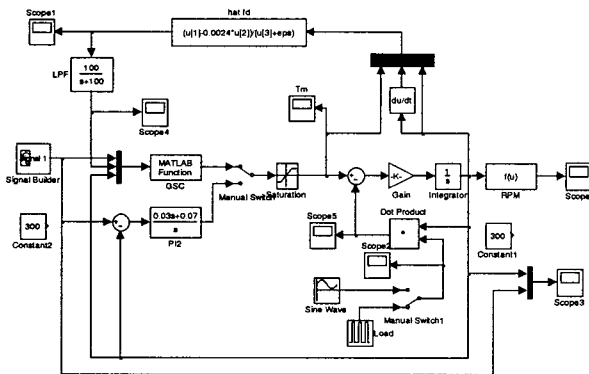 Scope1
hat fd
(u[1]-0.0024*u[2])/(u[3]+eps)
LPF
100
s+100
Scope4
Tm
du/dt
Signal 1
Signal Builder
MATLAB
Function
GSC
Manual Switch
Saturation
-K-
Gain
1
s
Integrator
f(u)
RPM
Scope
300
Constant2
0.03s+0.07
s
PI2
Scope5
Dot Product
Scope2
300
Constant1
Sine Wave
Manual Switch1
Load
Scope3